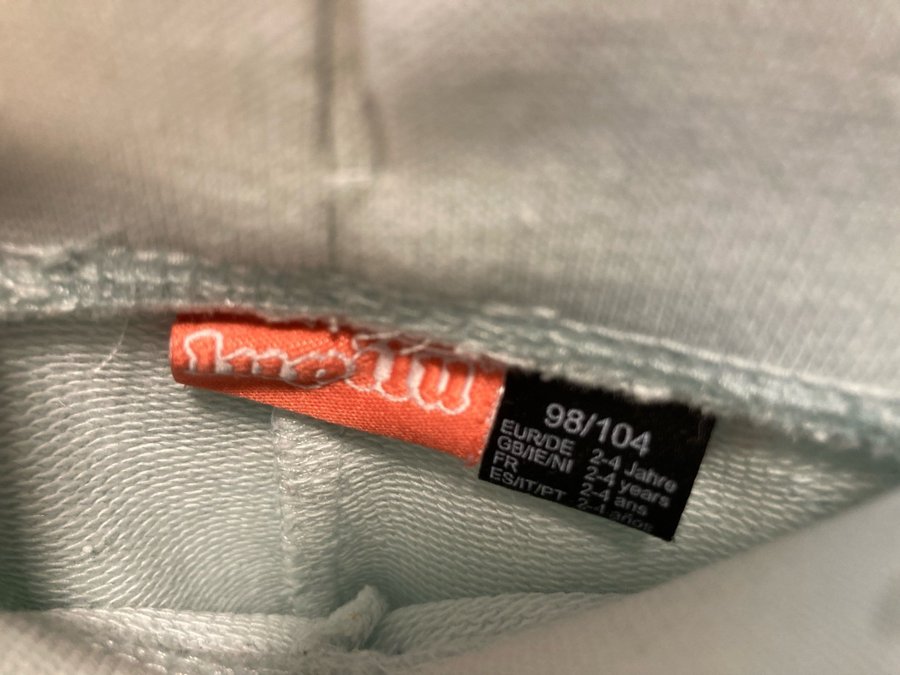 98/104
EUR/DE 2-4 Jahre
GB/IE/NI 2-4 years
FR 2-4 ans
ES/IT/PT 2-4 años